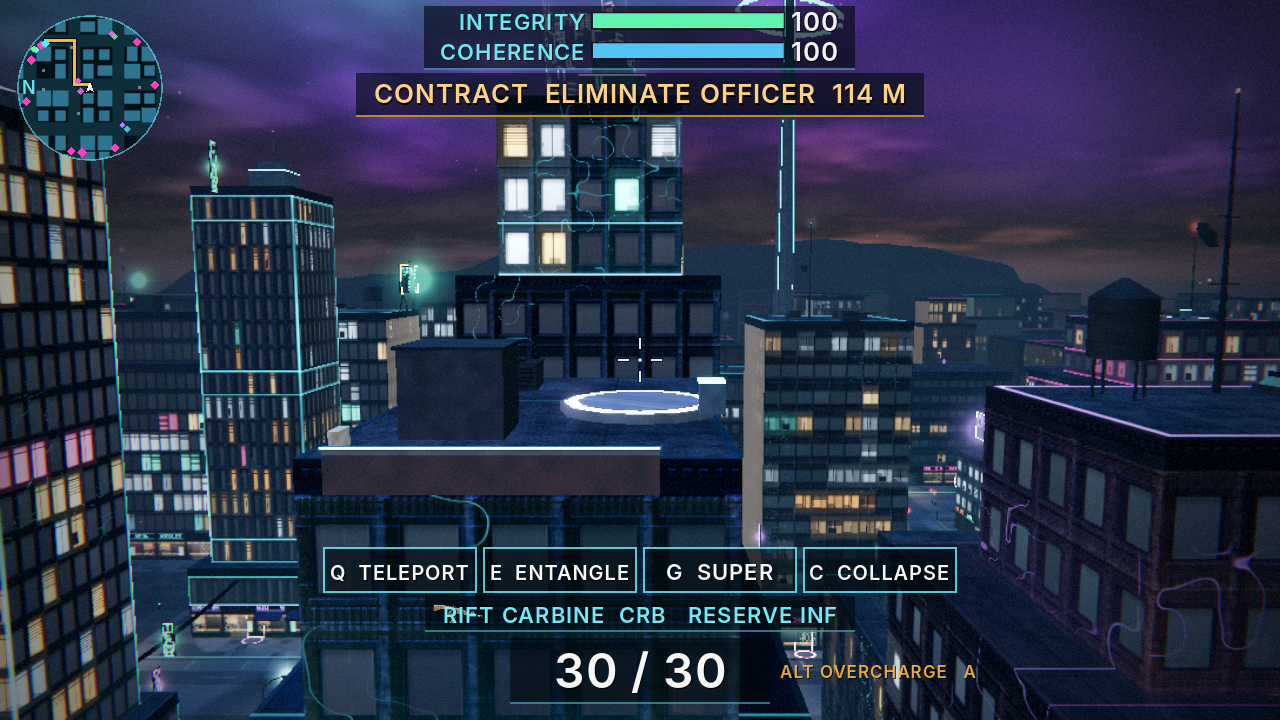 INTEGRITY 100
COHERENCE 100
CONTRACT ELIMINATE OFFICER 114 M
N
Q TELEPORT
E ENTANGLE
G SUPER
C COLLAPSE
RIFT CARBINE CRB RESERVE INF
30 / 30
ALT OVERCHARGE A